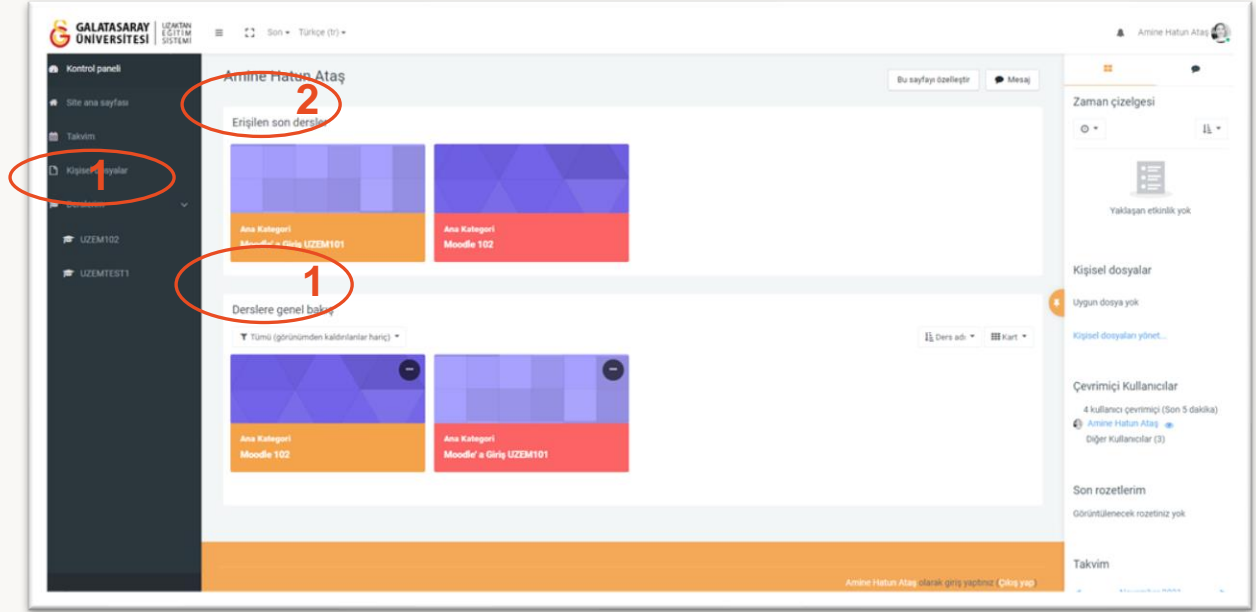 GALATASARAY ÜNİVERSİTESİ
UZAKTAN EĞİTİM SİSTEMİ
Son Türkçe (tr)
Amine Hatun Ataş
Kontrol paneli
Site ana sayfası
Takvim
Kişisel dosyalar
1
Derslerim
UZEM102
UZEMTEST1
Amine Hatun Ataş
Bu sayfayı özelleştir
Mesaj
2
Erişilen son dersler
Ana Kategori
Moodle' a Giriş UZEM101
Ana Kategori
Moodle 102
1
Derslere genel bakış
Tümü (görünümden kaldırılanlar hariç)
Ders adı
Kart
Ana Kategori
Moodle 102
Ana Kategori
Moodle' a Giriş UZEM101
Amine Hatun Ataş olarak giriş yaptınız (Çıkış yap)
Zaman çizelgesi
Yaklaşan etkinlik yok
Kişisel dosyalar
Uygun dosya yok
Kişisel dosyaları yönet...
Çevrimiçi Kullanıcılar
4 kullanıcı çevrimiçi (Son 5 dakika)
Amine Hatun Ataş
Diğer Kullanıcılar (3)
Son rozetlerim
Görüntülenecek rozetiniz yok
Takvim